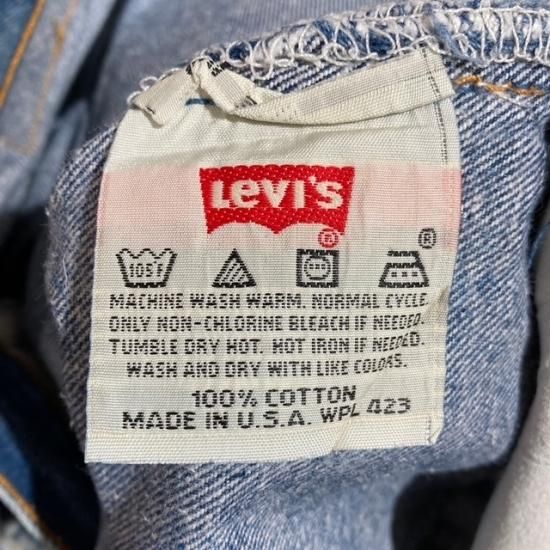 Levi's
®
®
105F
MACHINE WASH WARM. NORMAL CYCLE.
ONLY NON-CHLORINE BLEACH IF NEEDED.
TUMBLE DRY HOT. HOT IRON IF NEEDED.
WASH AND DRY WITH LIKE COLORS.
100% COTTON
MADE IN U.S.A. WPL 423